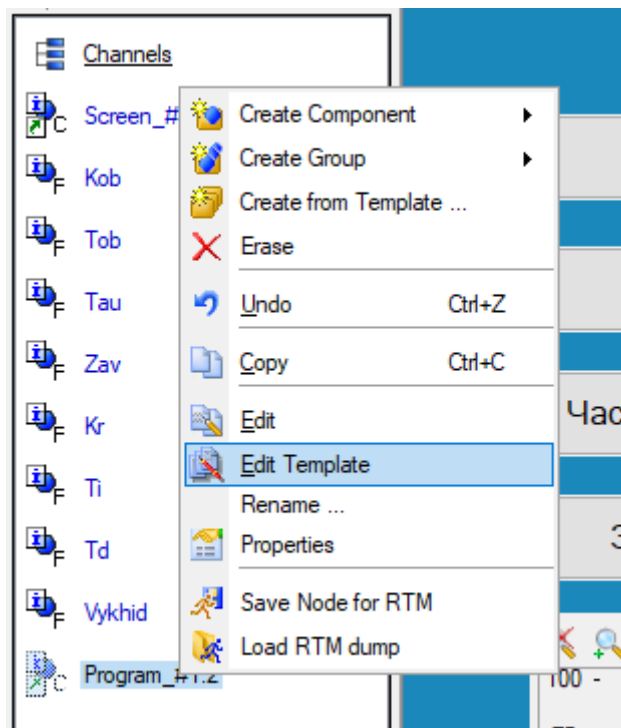 Channels
Screen_#
Kob
Tob
Tau
Zav
Kr
Ti
Td
Vykhid
Program_#1.2
Create Component
Create Group
Create from Template ...
Erase
Undo Ctrl+Z
Copy Ctrl+C
Edit
Edit Template
Rename ...
Properties
Save Node for RTM
Load RTM dump
Час
100 -